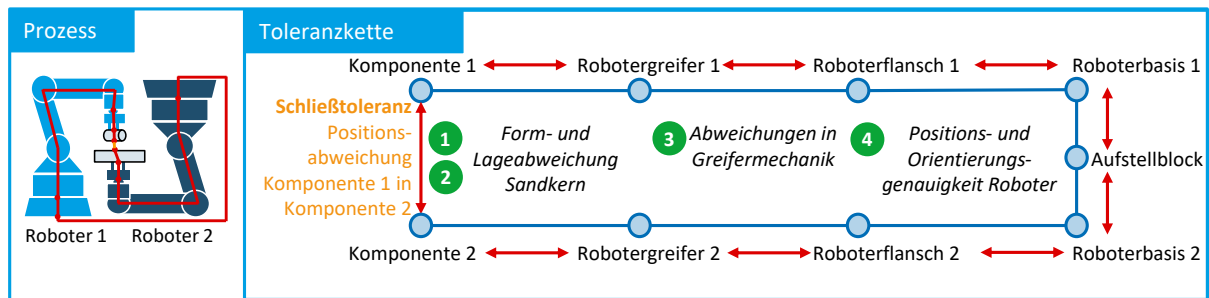 Prozess
Roboter 1 Roboter 2
Toleranzkette
Komponente 1 Robotergreifer 1 Roboterflansch 1 Roboterbasis 1
Schließtoleranz
Positions-
abweichung
Komponente 1 in
Komponente 2
1
2
Form- und
Lageabweichung
Sandkern
3
Abweichungen in
Greifermechanik
4
Positions- und
Orientierungs-
genauigkeit Roboter
Aufstellblock
Komponente 2 Robotergreifer 2 Roboterflansch 2 Roboterbasis 2